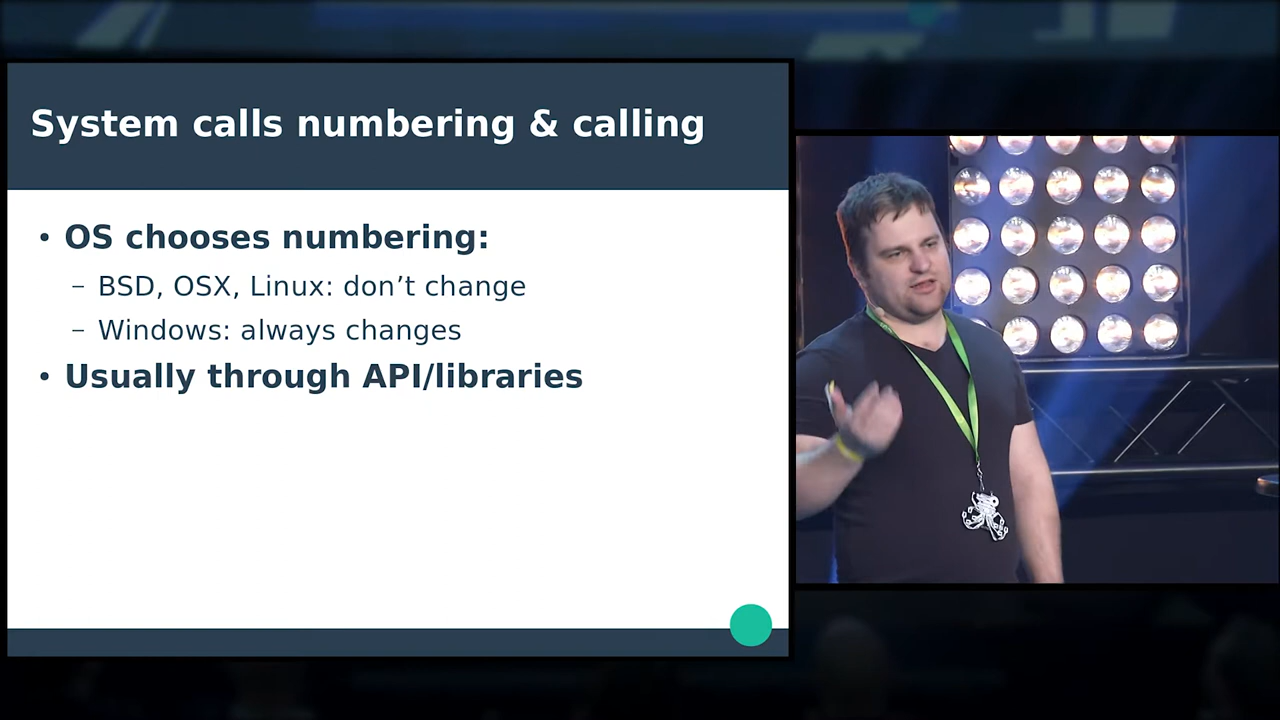 System calls numbering & calling
• OS chooses numbering:
– BSD, OSX, Linux: don’t change
– Windows: always changes
• Usually through API/libraries